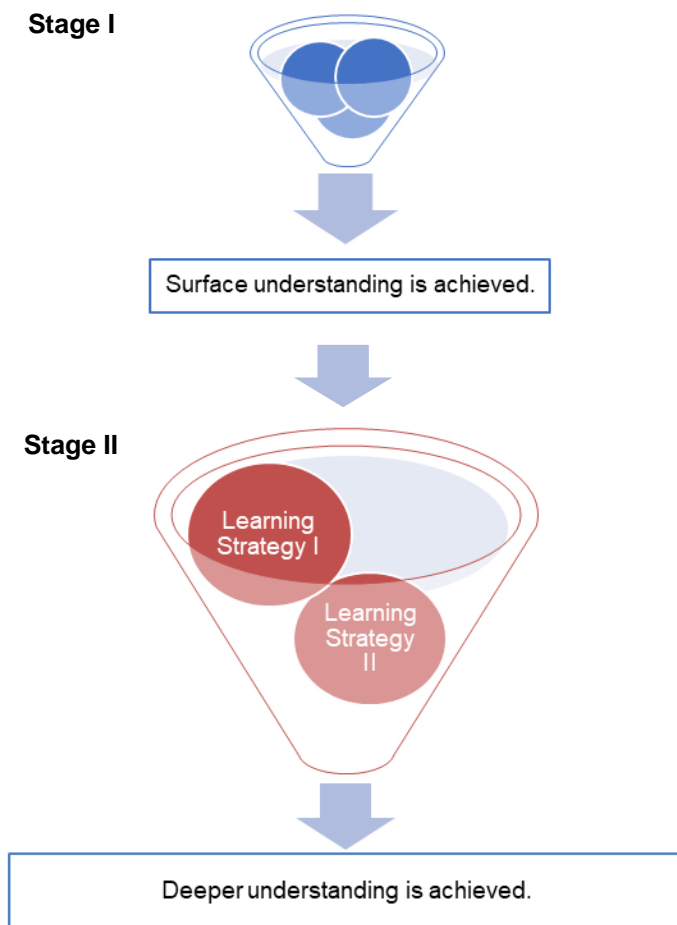 Stage I
Surface understanding is achieved.
Stage II
Learning
Strategy I
Learning
Strategy
II
Deeper understanding is achieved.